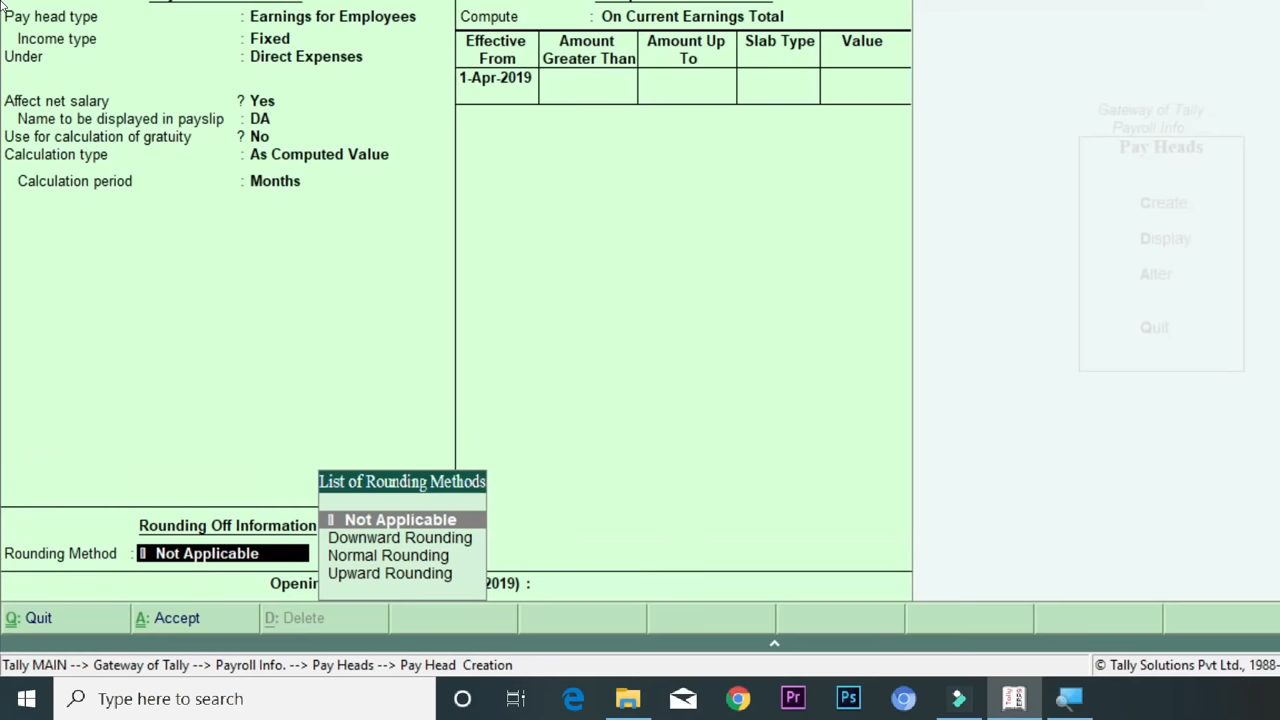 Pay head type : Earnings for Employees
Income type : Fixed
Under : Direct Expenses
Affect net salary ? Yes
Name to be displayed in payslip : DA
Use for calculation of gratuity ? No
Calculation type : As Computed Value
Calculation period : Months
Compute : On Current Earnings Total
Effective From Amount Greater Than Amount Up To Slab Type Value
1-Apr-2019
Gateway of Tally ...
Payroll Info. ...
Pay Heads
Create
Display
Alter
Quit
List of Rounding Methods
Not Applicable
Downward Rounding
Normal Rounding
Upward Rounding
Rounding Off Information
Rounding Method : Not Applicable
2019) :
Q: Quit A: Accept D: Delete
Tally MAIN --> Gateway of Tally --> Payroll Info. --> Pay Heads --> Pay Head Creation
© Tally Solutions Pvt Ltd., 1988-
Type here to search
Pr
Ps
Tally